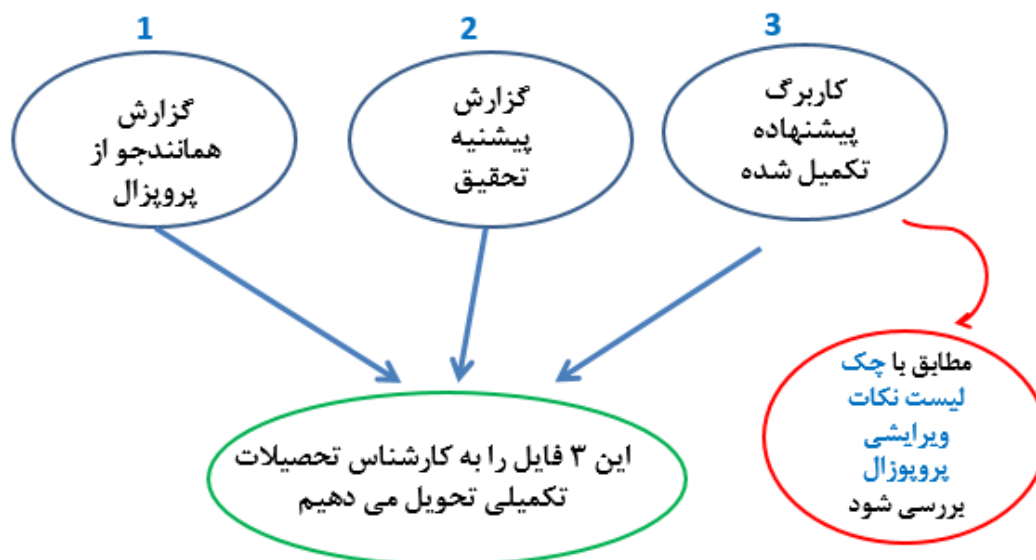 1
گزارش
همانندجو از
پروپزال
2
گزارش
پیشنیه
تحقیق
3
کاربرگ
پیشنهاده
تکمیل شده
این ۳ فایل را به کارشناس تحصیلات
تکمیلی تحویل می دهیم
مطابق با چک
لیست نکات
ویرایشی
پروپوزال
بررسی شود